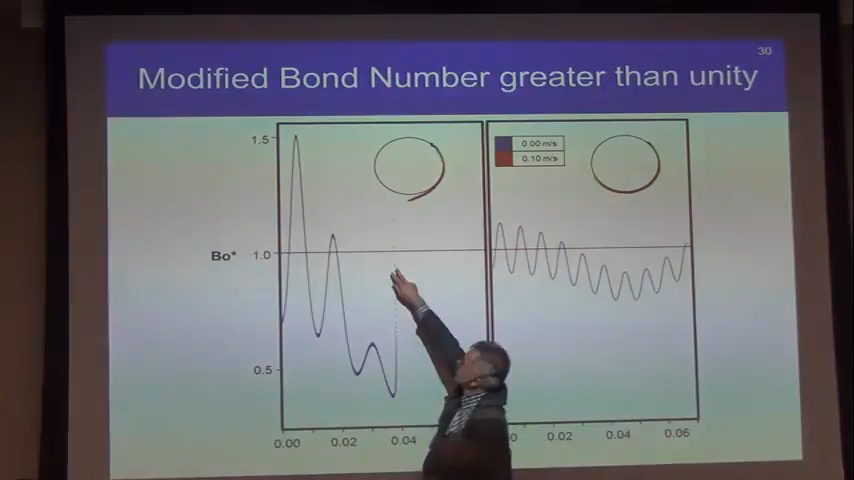 30
Modified Bond Number greater than unity
1.5
0.00 m/s
0.10 m/s
Bo* 1.0
0.5
0.00 0.02 0.04 0 0.02 0.04 0.06